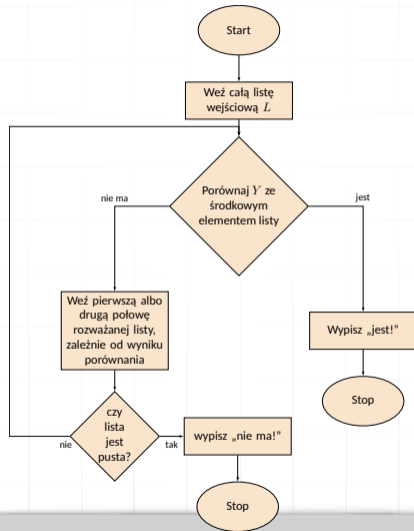 Start
Weź całą listę
wejściową L
Porównaj Y ze
środkowym
elementem listy
nie ma
jest
Weź pierwszą albo
drugą połowę
rozważanej listy,
zależnie od wyniku
porównania
Wypisz „jest!”
Stop
czy
lista
jest
pusta?
nie
tak
wypisz „nie ma!”
Stop